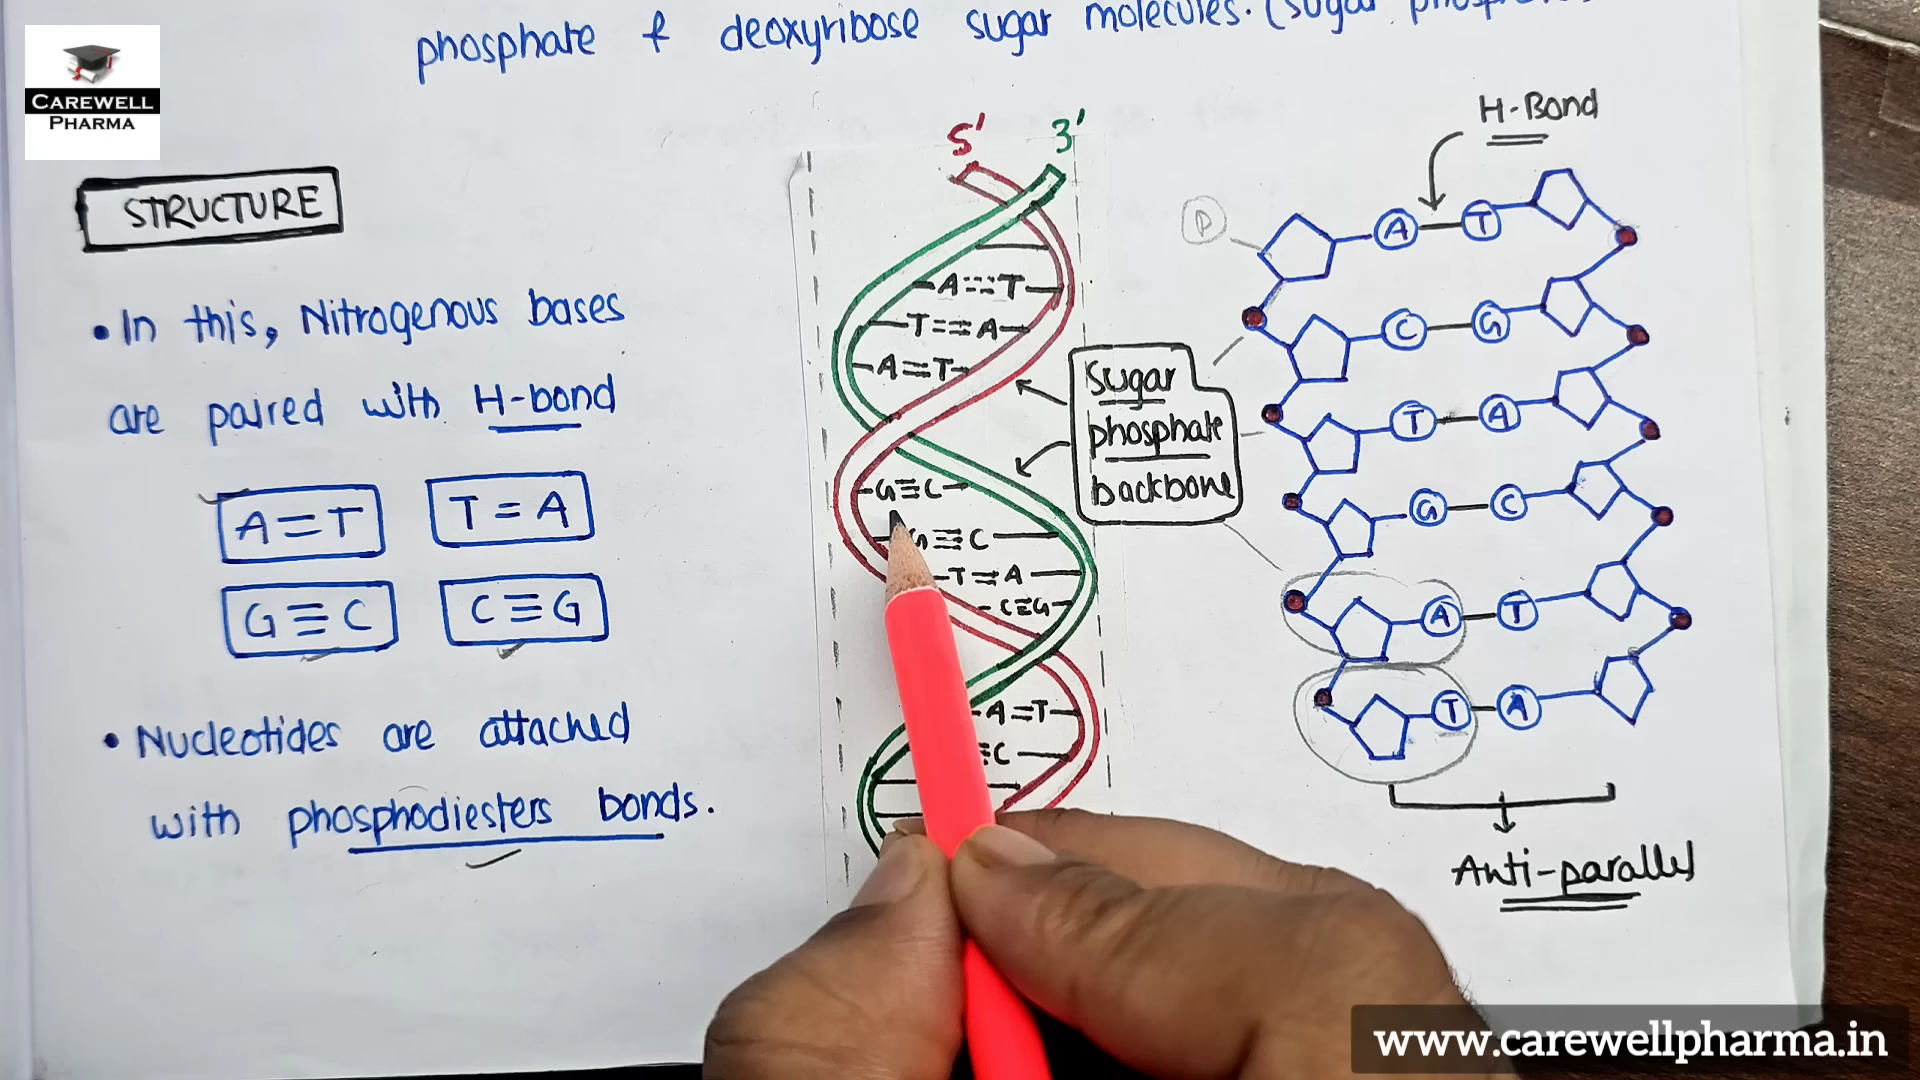 phosphate & deoxyribose sugar molecules. (sugar
CAREWELL
PHARMA
STRUCTURE
• In this, Nitrogenous bases
are paired with H-bond
A = T
T = A
G ≡ C
C ≡ G
• Nucleotides are attached
with phosphodiesters bonds.
5'
3'
A == T
T == A
A = T
G ≡ C
G ≡ C
T = A
C ≡ G
A = T
≡ C
Sugar
phosphate
backbone
H-Bond
P
A T
C G
T A
G C
A T
T A
Anti-parallel
www.carewellpharma.in